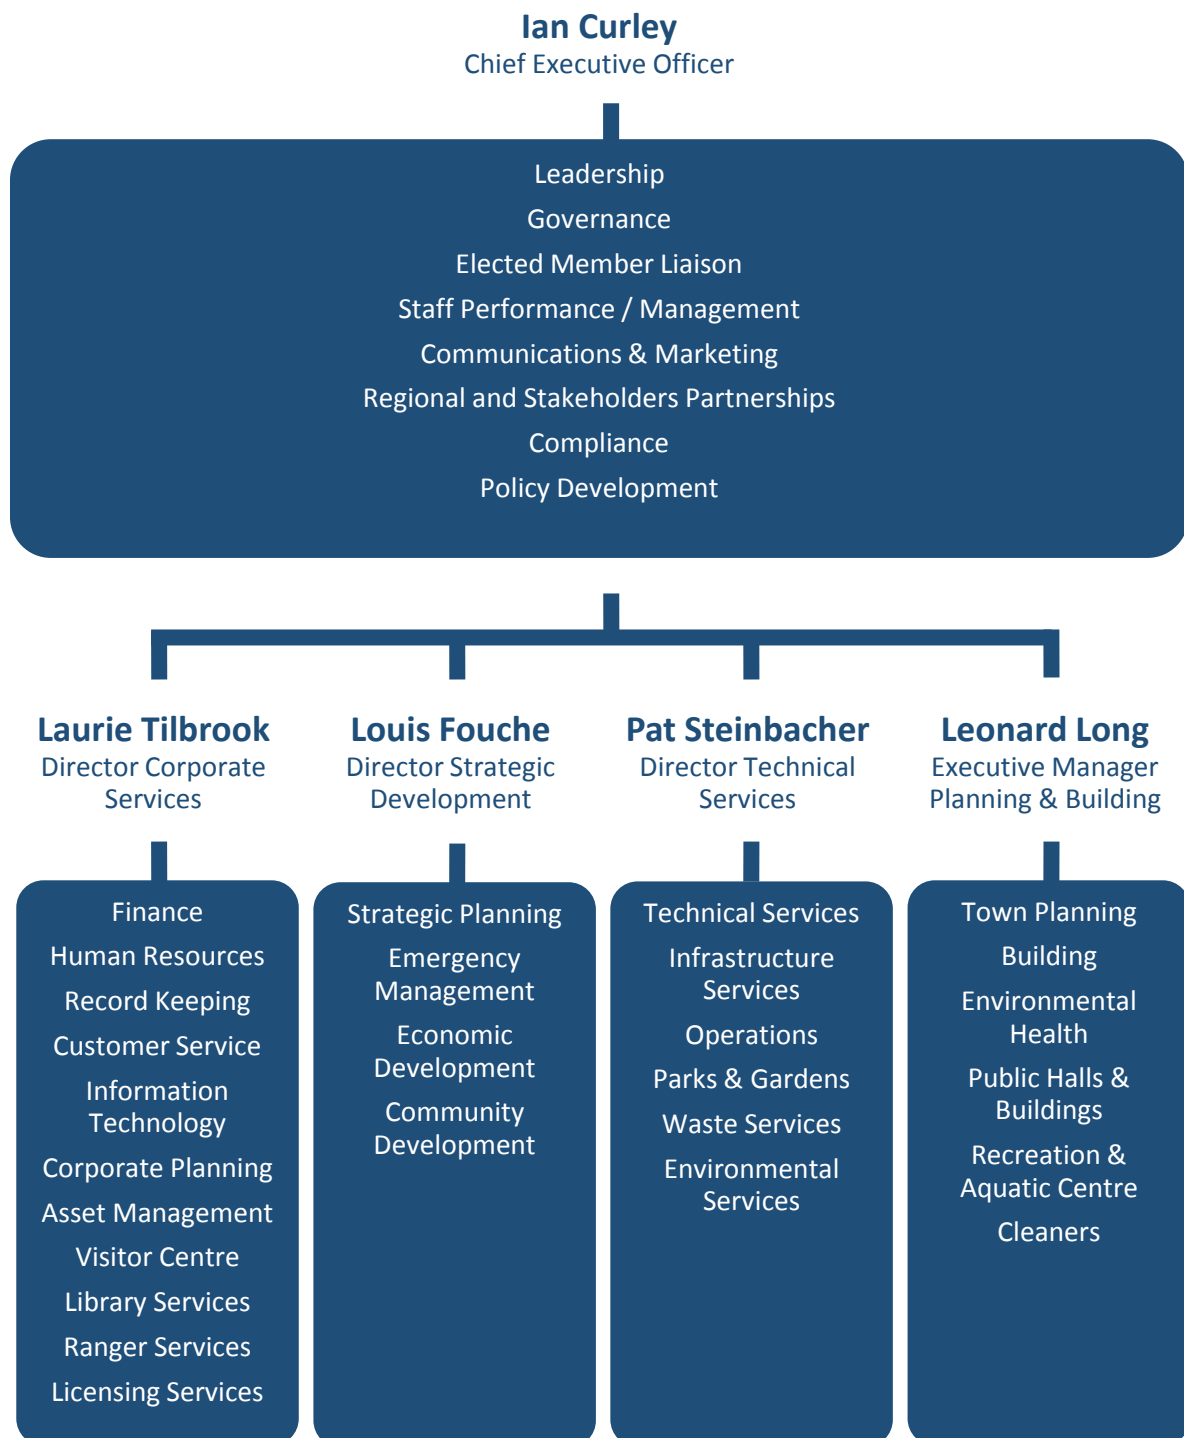 Ian Curley
Chief Executive Officer
Leadership
Governance
Elected Member Liaison
Staff Performance / Management
Communications & Marketing
Regional and Stakeholders Partnerships
Compliance
Policy Development
Laurie Tilbrook
Director Corporate
Services
Louis Fouche
Director Strategic
Development
Pat Steinbacher
Director Technical
Services
Leonard Long
Executive Manager
Planning & Building
Finance
Human Resources
Record Keeping
Customer Service
Information
Technology
Corporate Planning
Asset Management
Visitor Centre
Library Services
Ranger Services
Licensing Services
Strategic Planning
Emergency
Management
Economic
Development
Community
Development
Technical Services
Infrastructure
Services
Operations
Parks & Gardens
Waste Services
Environmental
Services
Town Planning
Building
Environmental
Health
Public Halls &
Buildings
Recreation &
Aquatic Centre
Cleaners